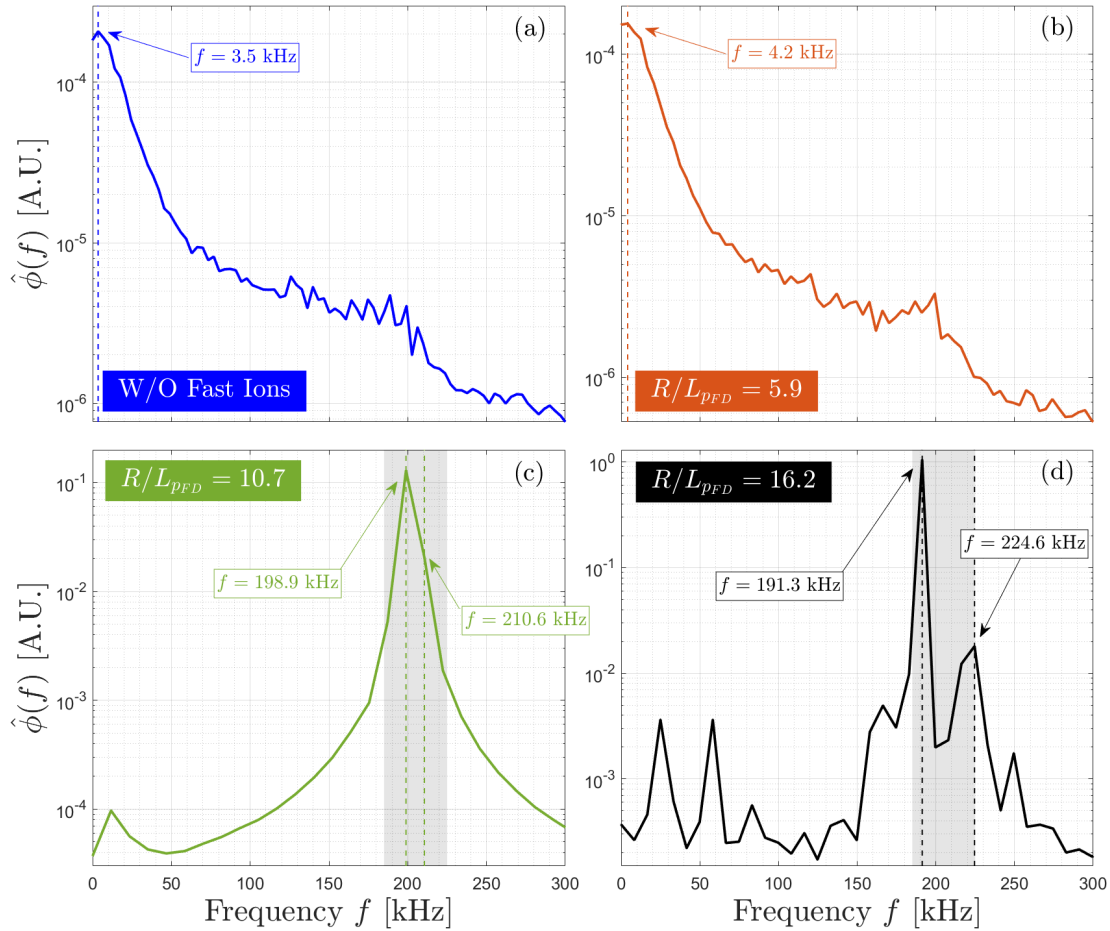 (a)
f = 3.5 kHz
W/O Fast Ions
10⁻⁴
10⁻⁵
10⁻⁶
ϕ̂(f) [A.U.]
(b)
f = 4.2 kHz
R/L_{p_{FD}} = 5.9
10⁻⁴
10⁻⁵
10⁻⁶
(c)
R/L_{p_{FD}} = 10.7
f = 198.9 kHz
f = 210.6 kHz
10⁻¹
10⁻²
10⁻³
10⁻⁴
ϕ̂(f) [A.U.]
0 50 100 150 200 250 300
Frequency f [kHz]
(d)
R/L_{p_{FD}} = 16.2
f = 224.6 kHz
f = 191.3 kHz
10⁰
10⁻¹
10⁻²
10⁻³
0 50 100 150 200 250 300
Frequency f [kHz]